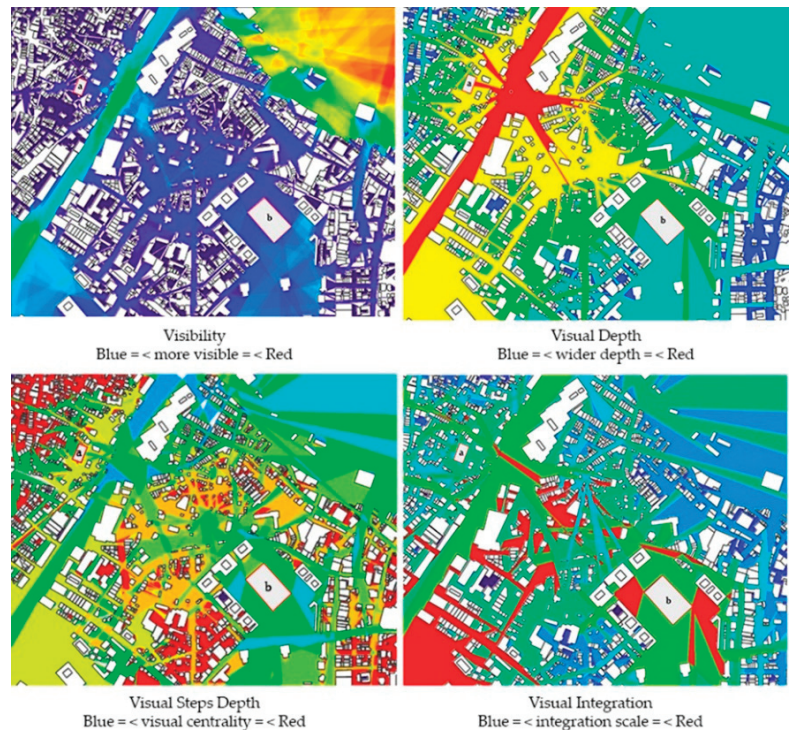 a
b
b
Visibility
Blue = < more visible = < Red
Visual Depth
Blue = < wider depth = < Red
a
b
b
Visual Steps Depth
Blue = < visual centrality = < Red
Visual Integration
Blue = < integration scale = < Red